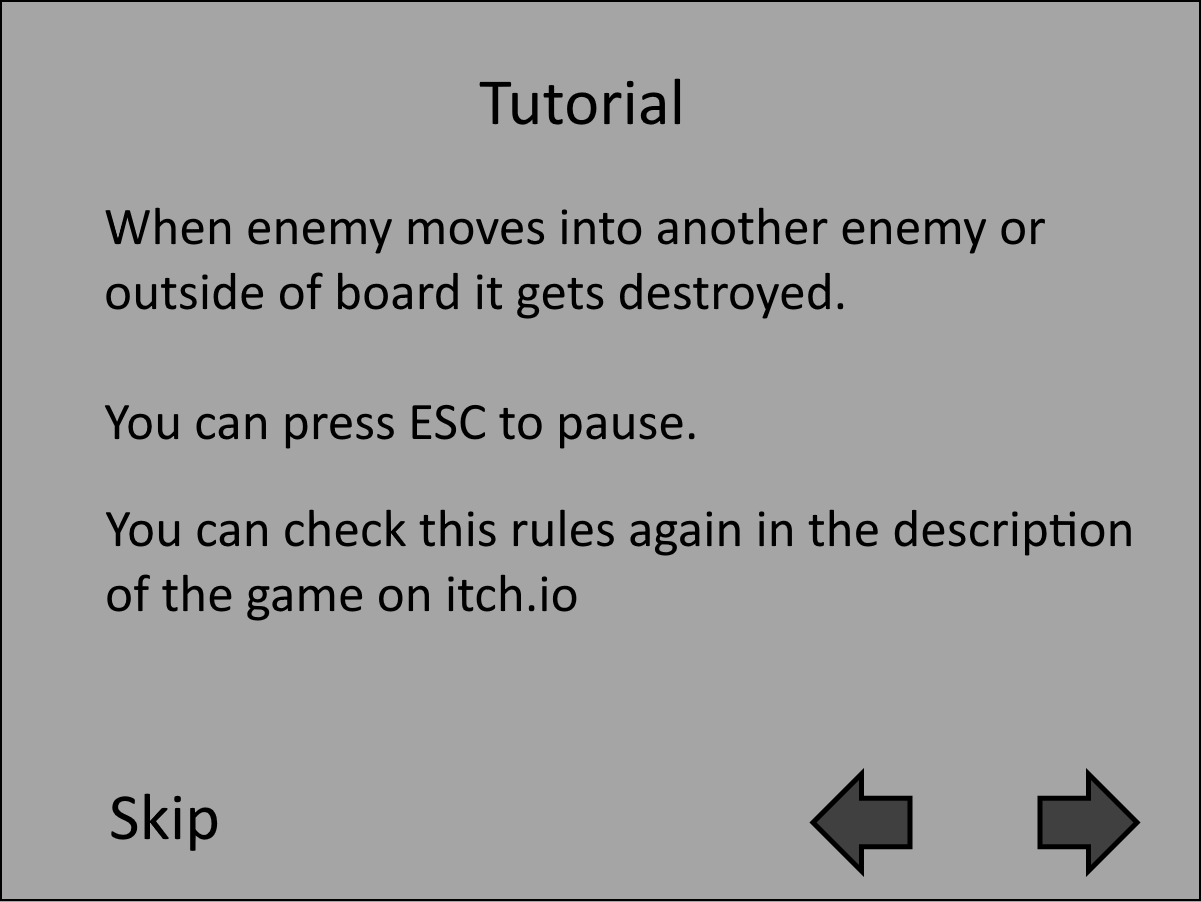 Tutorial
When enemy moves into another enemy or
outside of board it gets destroyed.
You can press ESC to pause.
You can check this rules again in the description
of the game on itch.io
Skip